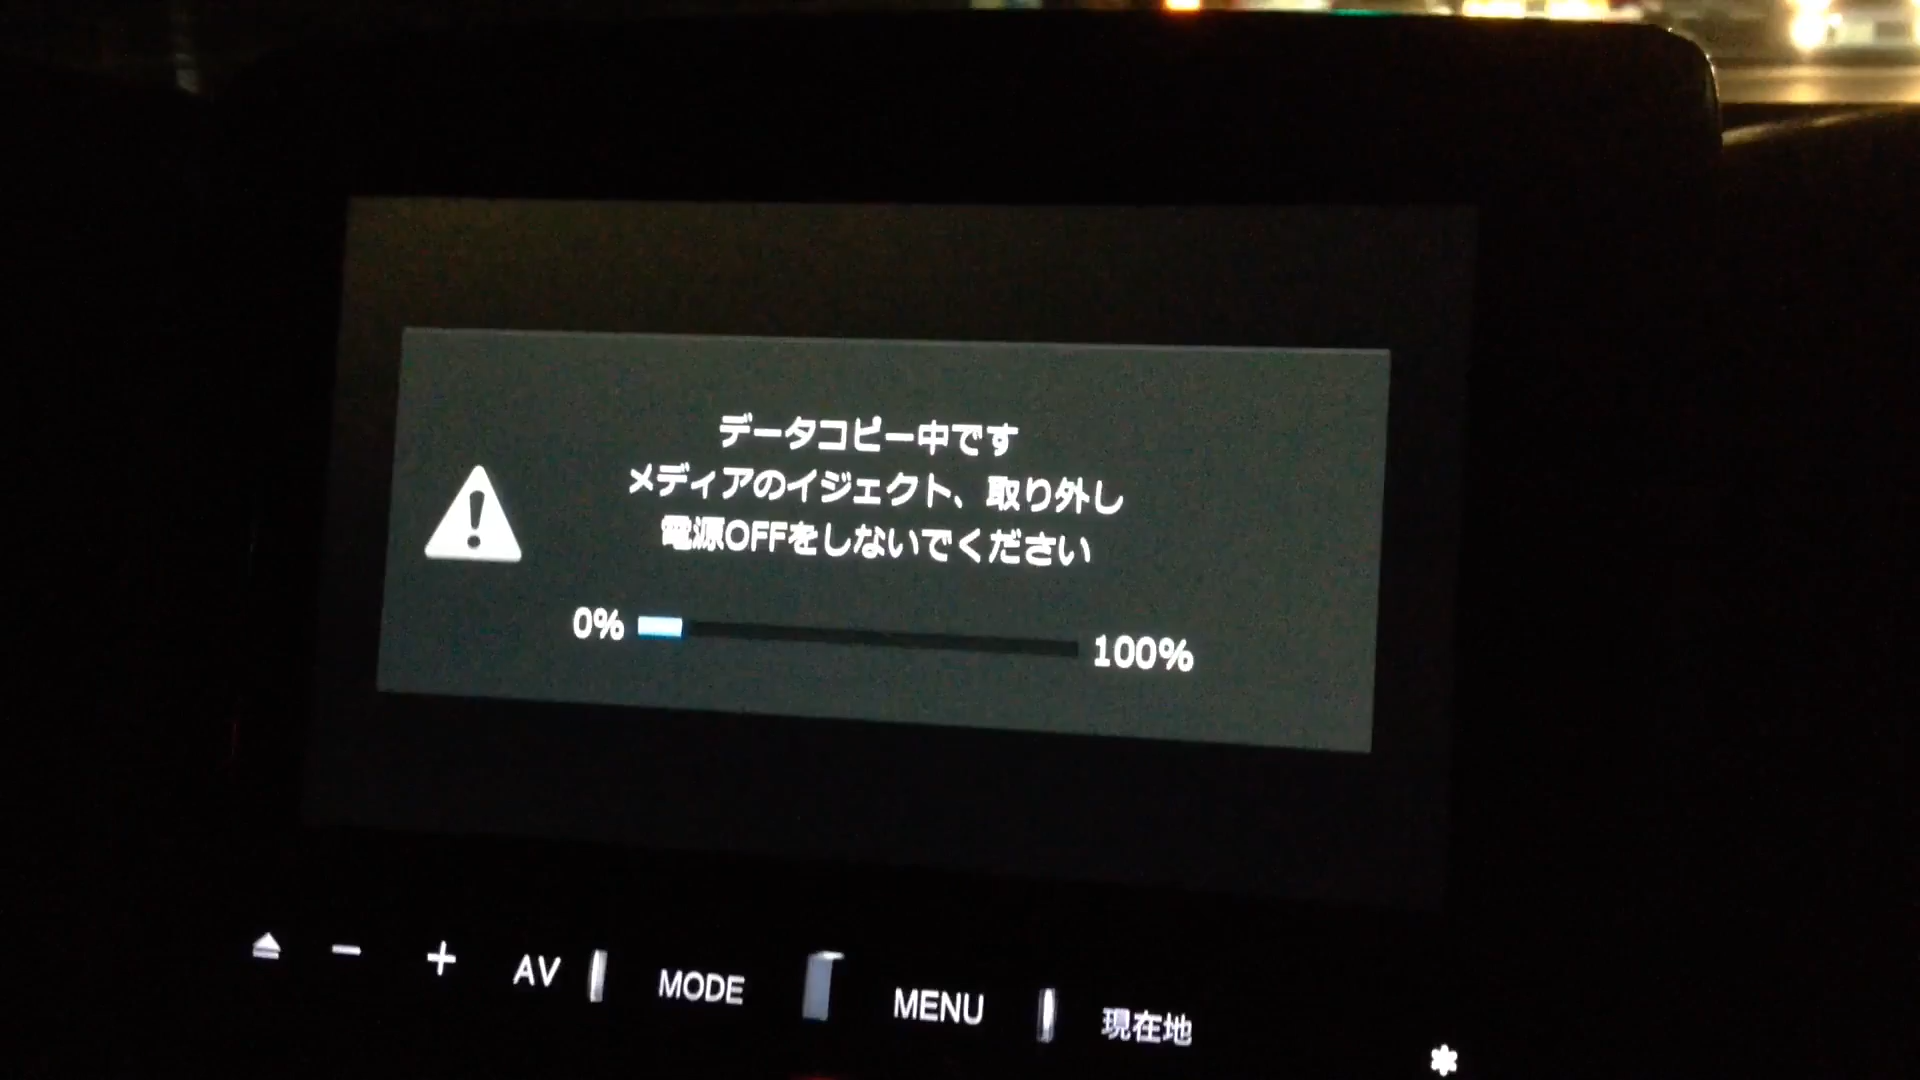 データコピー中です
メディアのイジェクト、取り外し
電源OFFをしないでください
0% 100%
− + AV MODE MENU 現在地
*